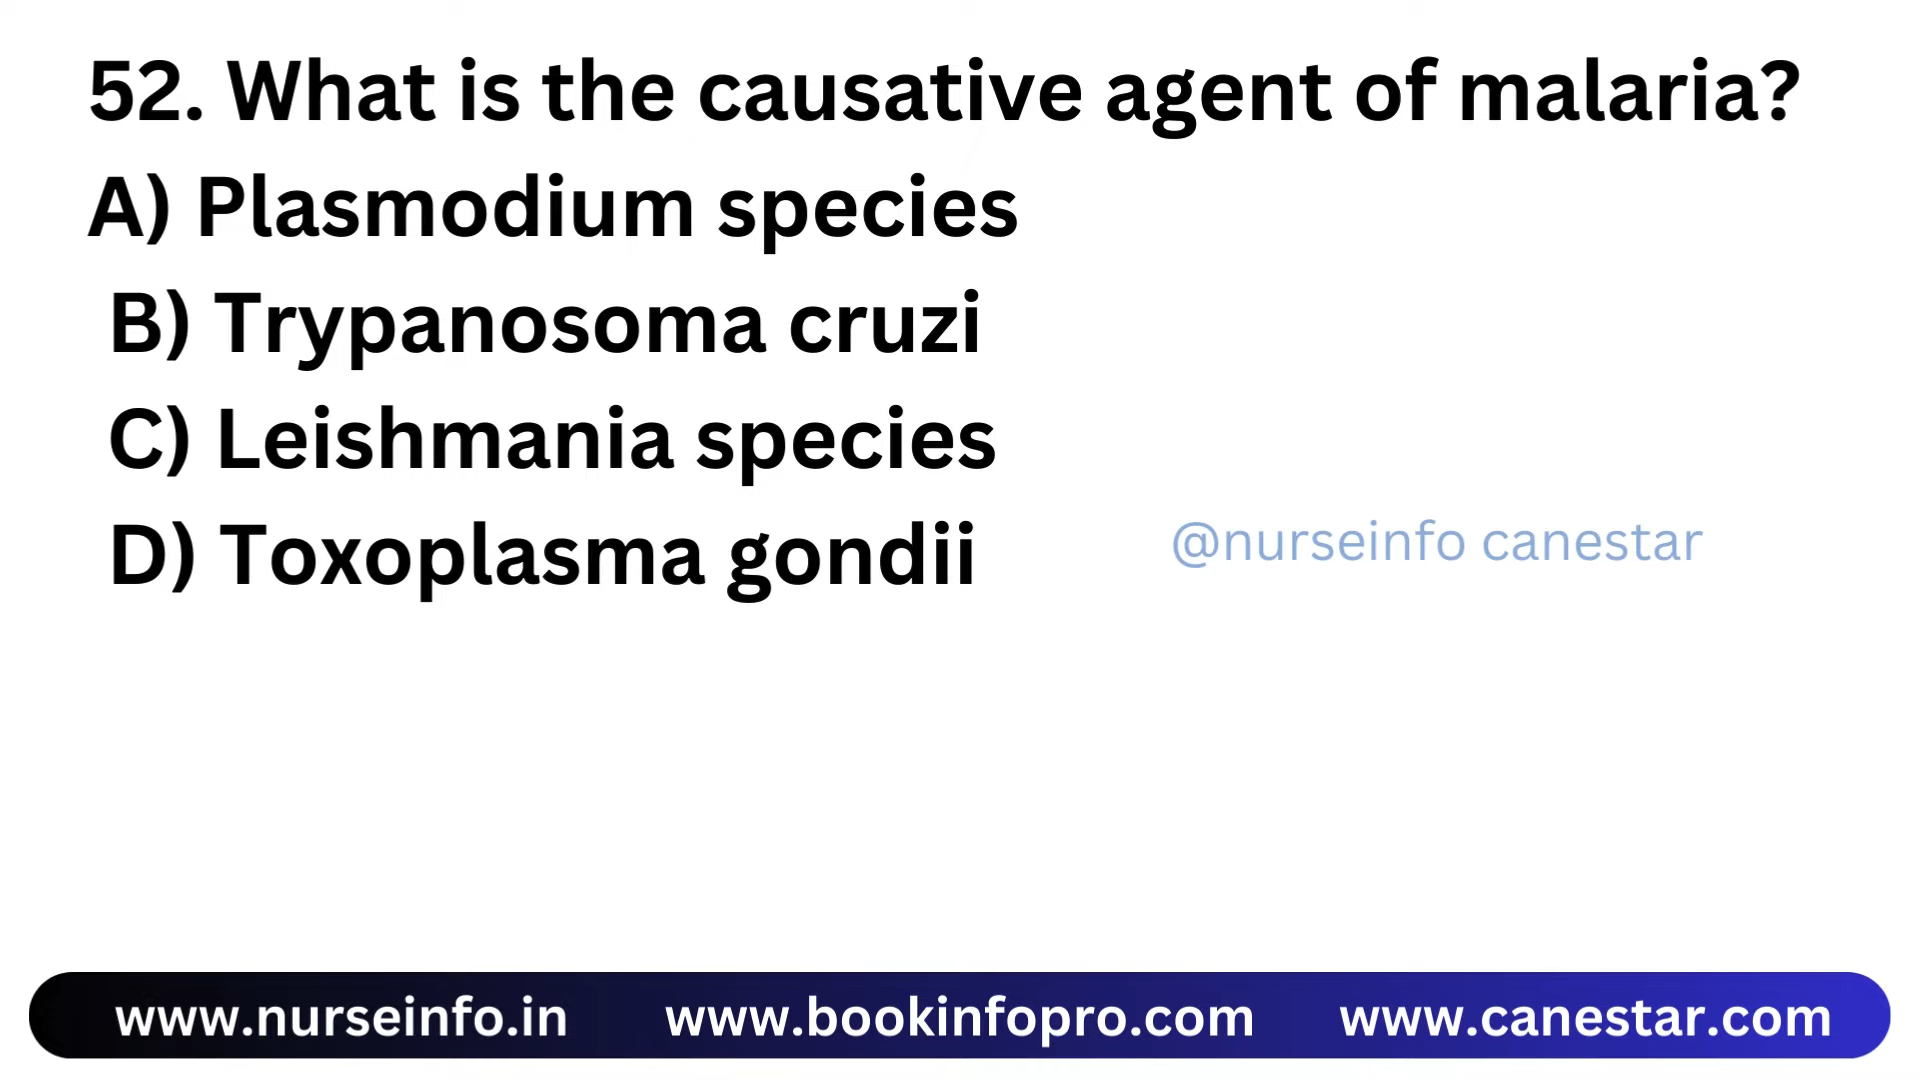 52. What is the causative agent of malaria?
A) Plasmodium species
B) Trypanosoma cruzi
C) Leishmania species
D) Toxoplasma gondii
@nurseinfo canestar
www.nurseinfo.in www.bookinfopro.com www.canestar.com